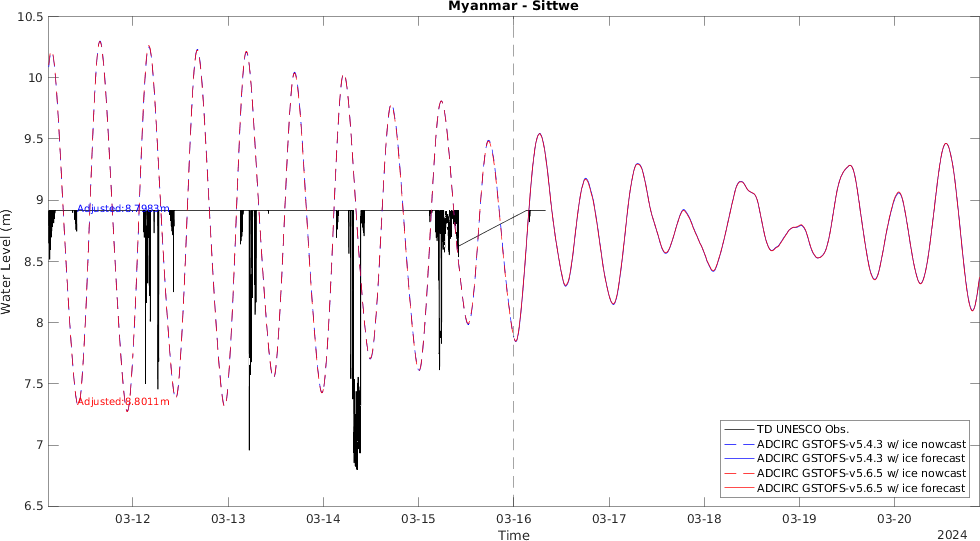 Myanmar - Sittwe
10.5
10
9.5
9
8.5
8
7.5
7
6.5
Water Level (m)
Adjusted:8.7983m
Adjusted:8.8011m
TD UNESCO Obs.
ADCIRC GSTOFS-v5.4.3 w/ ice nowcast
ADCIRC GSTOFS-v5.4.3 w/ ice forecast
ADCIRC GSTOFS-v5.6.5 w/ ice nowcast
ADCIRC GSTOFS-v5.6.5 w/ ice forecast
03-12 03-13 03-14 03-15 03-16 03-17 03-18 03-19 03-20
Time
2024